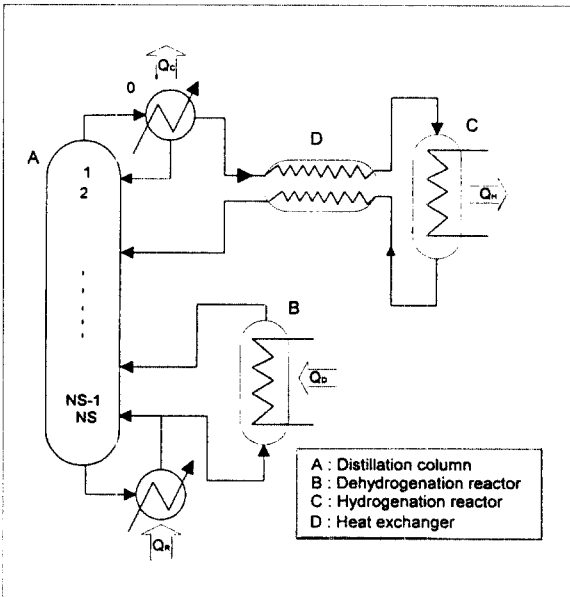 Qc
0
A
1
2
D
C
QH
B
QD
NS-1
NS
QR
A : Distillation column
B : Dehydrogenation reactor
C : Hydrogenation reactor
D : Heat exchanger